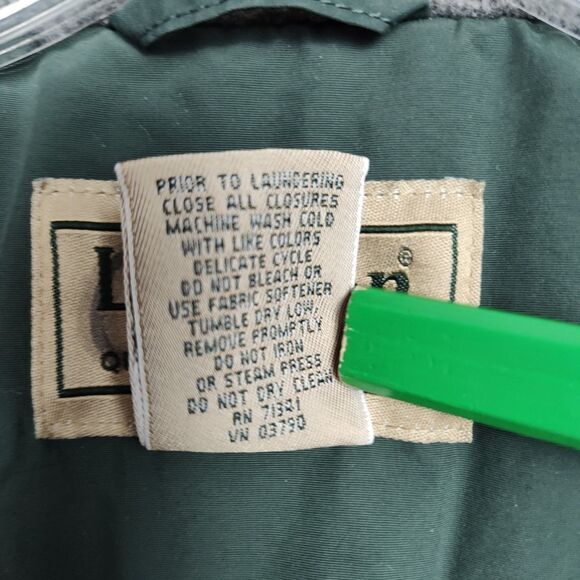 PRIOR TO LAUNDERING
CLOSE ALL CLOSURES
MACHINE WASH COLD
WITH LIKE COLORS
DELICATE CYCLE
DO NOT BLEACH OR
USE FABRIC SOFTENER
TUMBLE DRY LOW,
REMOVE PROMPTLY
DO NOT IRON
OR STEAM PRESS
DO NOT DRY CLEAN
RN 71341
VN 03790